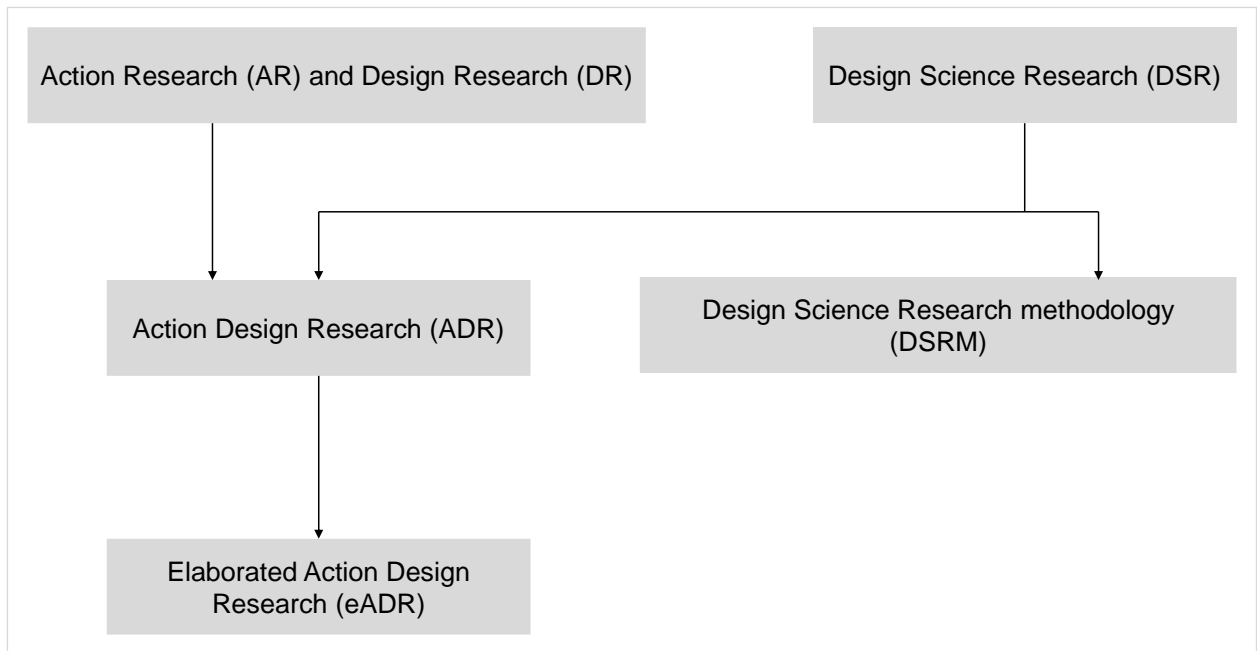 Action Research (AR) and Design Research (DR)
Design Science Research (DSR)
Action Design Research (ADR)
Design Science Research methodology
(DSRM)
Elaborated Action Design
Research (eADR)